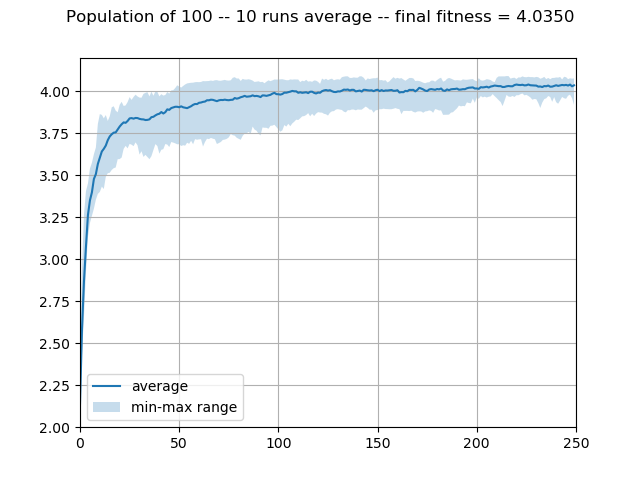 Population of 100 -- 10 runs average -- final fitness = 4.0350
4.00
3.75
3.50
3.25
3.00
2.75
2.50
2.25
2.00
average
min-max range
0 50 100 150 200 250